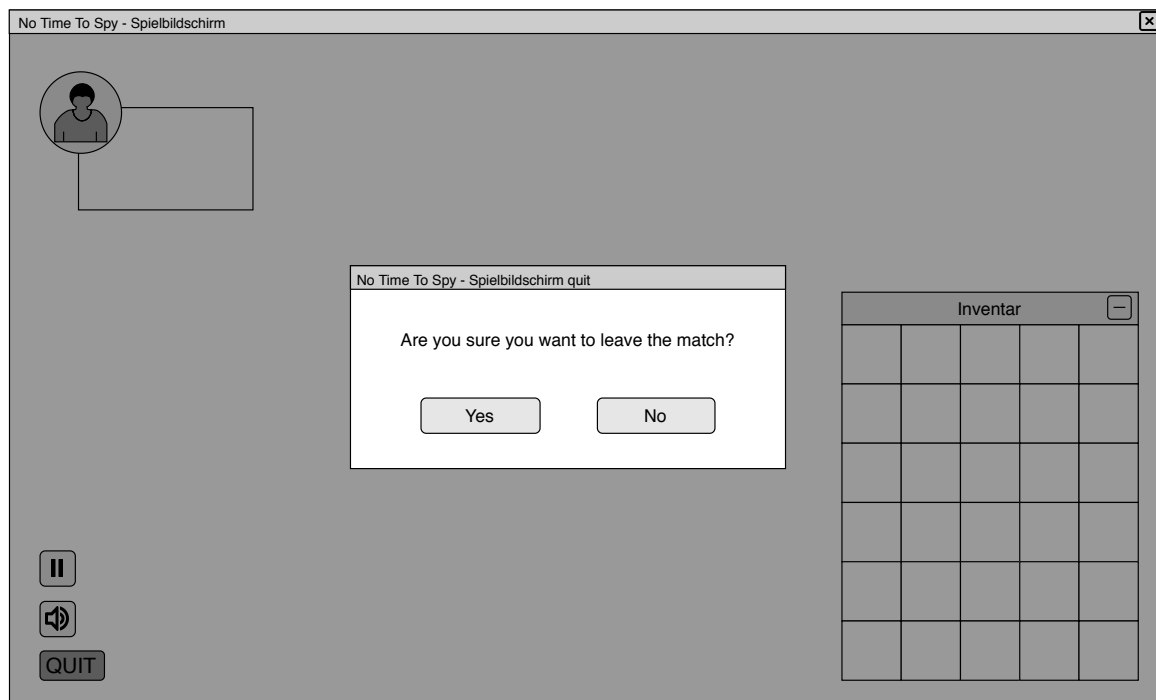 No Time To Spy - Spielbildschirm
No Time To Spy - Spielbildschirm quit
Are you sure you want to leave the match?
Yes
No
Inventar
QUIT